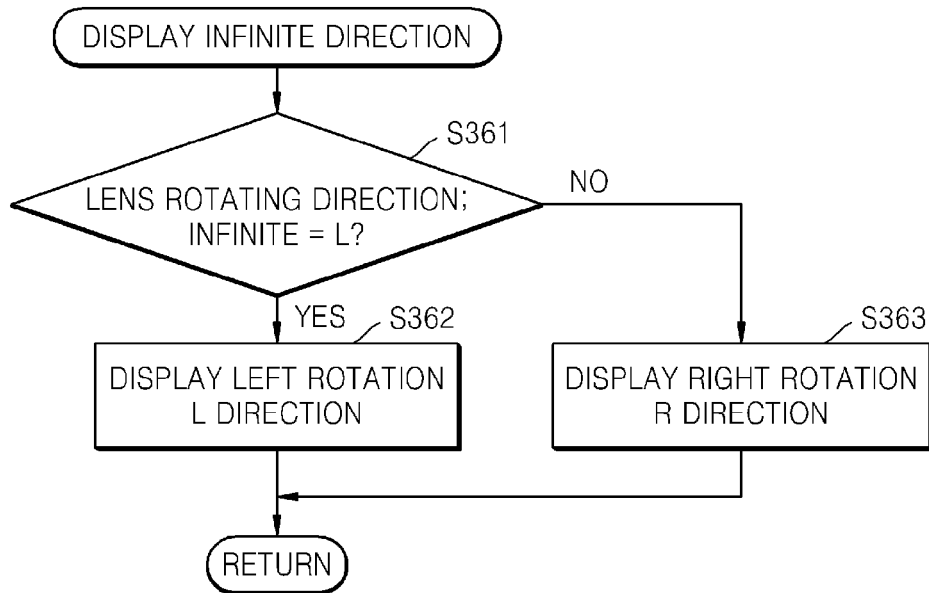 DISPLAY INFINITE DIRECTION
S361
LENS ROTATING DIRECTION;
INFINITE = L?
NO
YES
S362
DISPLAY LEFT ROTATION
L DIRECTION
S363
DISPLAY RIGHT ROTATION
R DIRECTION
RETURN